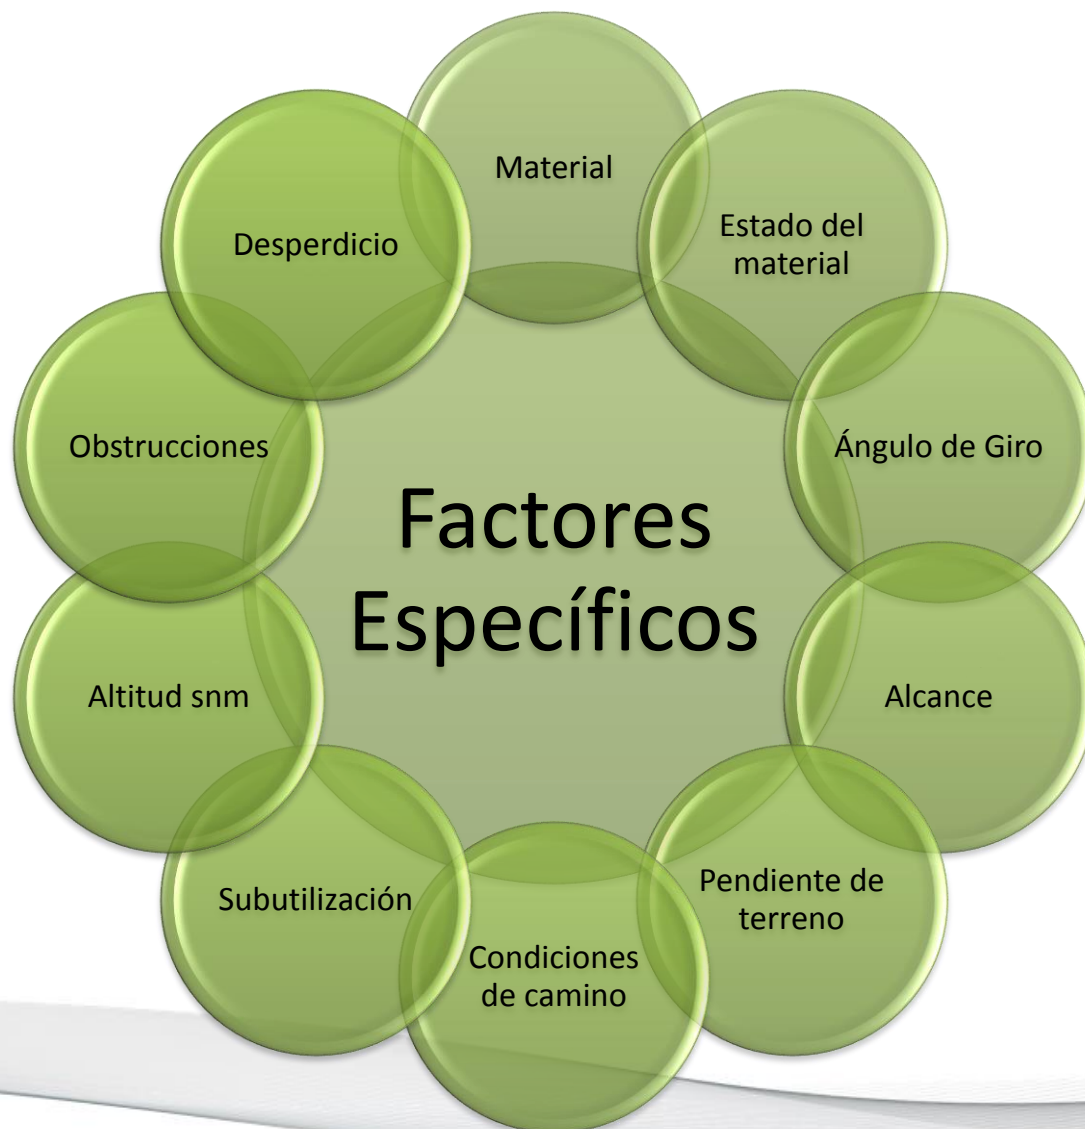 Factores
Específicos
Material
Estado del
material
Ángulo de Giro
Alcance
Pendiente de
terreno
Condiciones
de camino
Subutilización
Altitud snm
Obstrucciones
Desperdicio